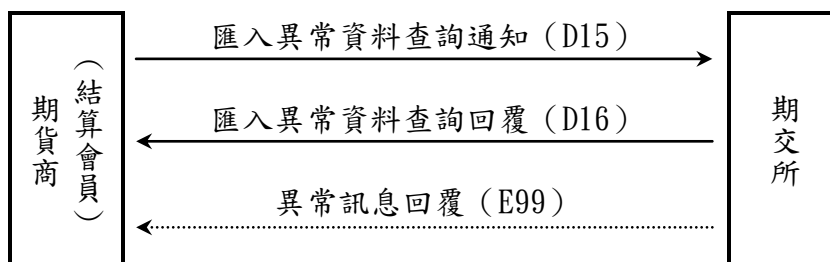 期貨商
（結算會員）
匯入異常資料查詢通知（D15）
匯入異常資料查詢回覆（D16）
異常訊息回覆（E99）
期交所